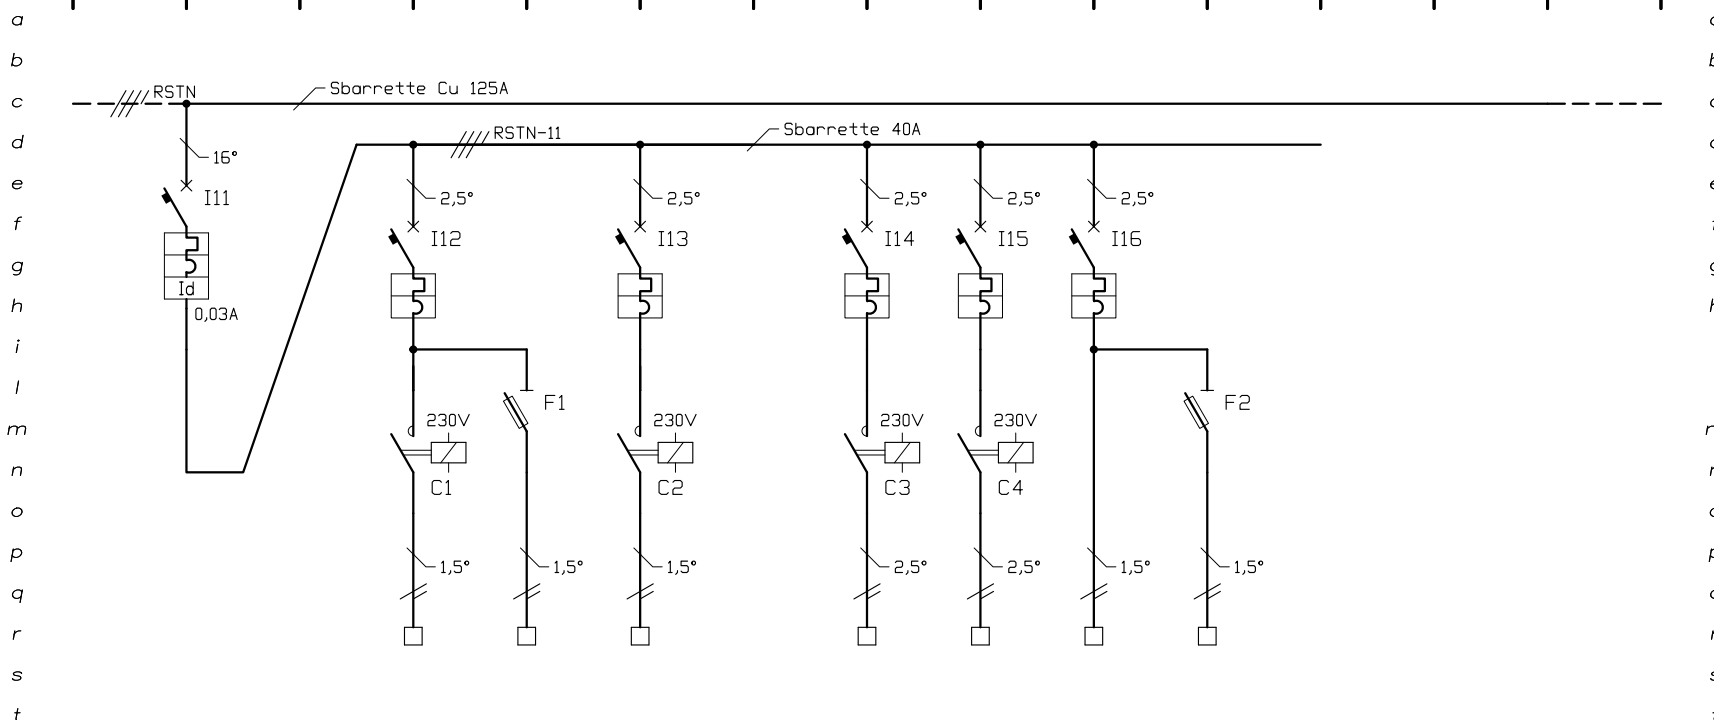 a
b
RSTN Sbarrette Cu 125A
c
RSTN-11 Sbarrette 40A
d
16°
e
I11 2,5° 2,5° 2,5° 2,5° 2,5°
f
I12 I13 I14 I15 I16
g
Id
h
0,03A
i
l
F1 F2
m
230V 230V 230V 230V
n
C1 C2 C3 C4
o
p
1,5° 1,5° 1,5° 2,5° 2,5° 1,5° 1,5°
q
r
s
t